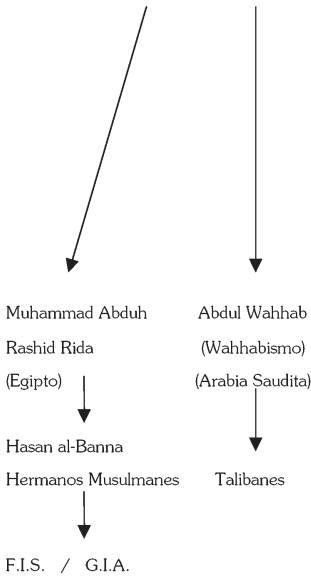 Muhammad Abduh
Rashid Rida
(Egipto)
Hasan al-Banna
Hermanos Musulmanes
F.I.S. / G.I.A.
Abdul Wahhab
(Wahhabismo)
(Arabia Saudita)
Talibanes